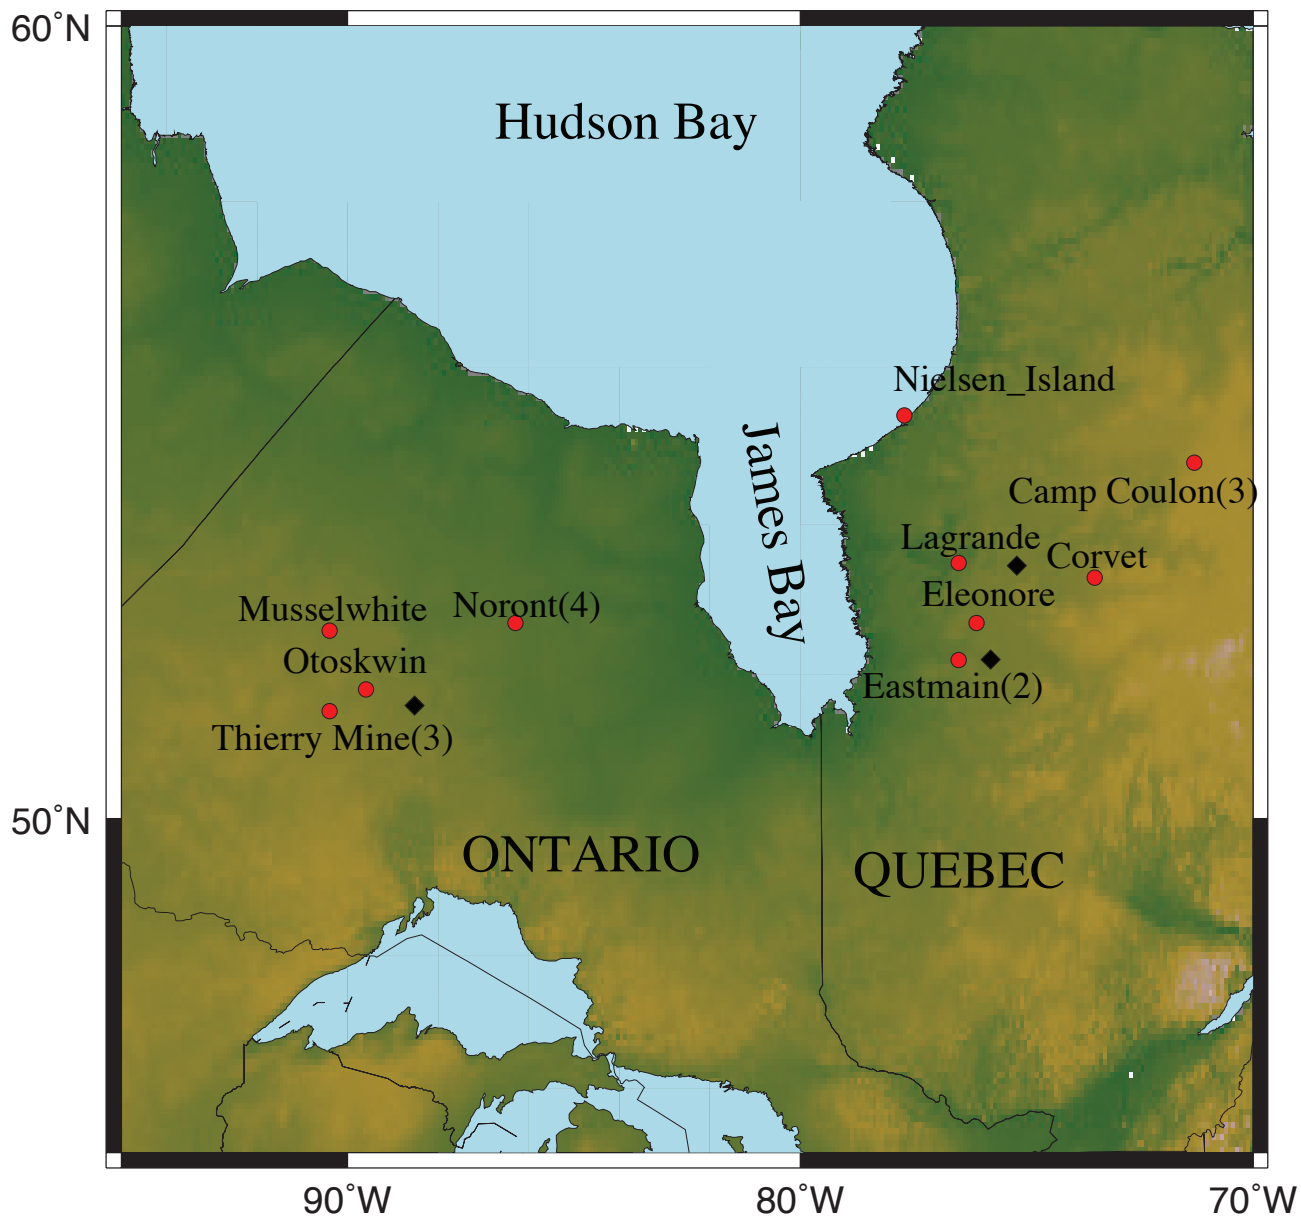 60˚N
Hudson Bay
Nielsen_Island
James Bay
Camp Coulon(3)
Lagrande
Corvet
Eleonore
Musselwhite
Noront(4)
Otoskwin
Eastmain(2)
Thierry Mine(3)
50˚N
ONTARIO
QUEBEC
90˚W
80˚W
70˚W